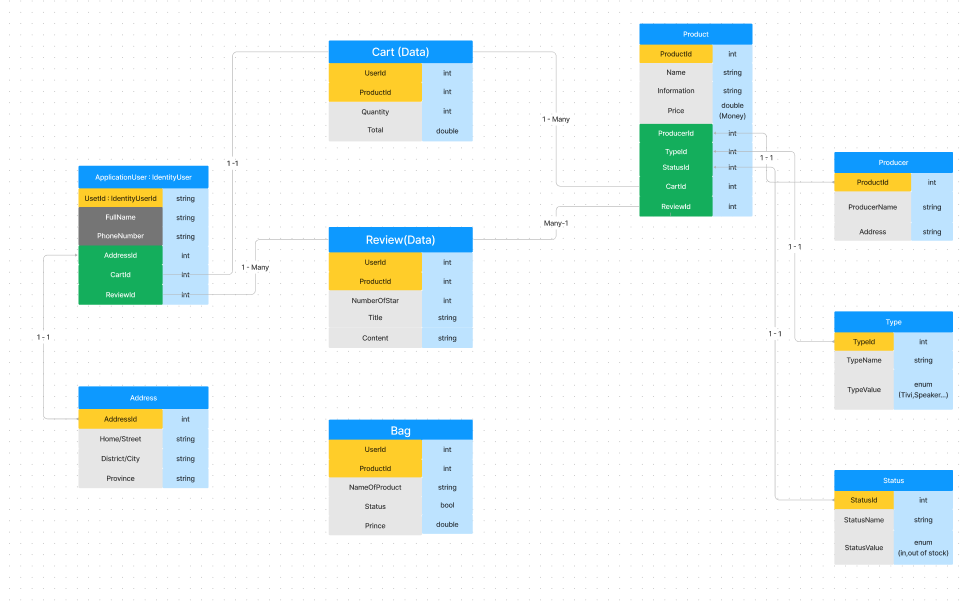 Cart (Data)
UserId int
ProductId int
Quantity int
Total double
Product
ProductId int
Name string
Information string
Price double
(Money)
ProducerId int
TypeId int
StatusId int
CartId int
ReviewId int
1 - Many
1 -1
1 - 1
Producer
ProductId int
ProducerName string
Address string
ApplicationUser : IdentityUser
UsetId : IdentityUserId string
FullName string
PhoneNumber string
AddressId int
CartId int
ReviewId int
Many-1
Review(Data)
UserId int
ProductId int
NumberOfStar int
Title string
Content string
1 - Many
1 - 1
1 - 1
1 - 1
Type
TypeId int
TypeName string
TypeValue enum
(Tivi,Speaker...)
Address
AddressId int
Home/Street string
District/City string
Province string
Bag
UserId int
ProductId int
NameOfProduct string
Status bool
Prince double
Status
StatusId int
StatusName string
StatusValue enum
(in,out of stock)